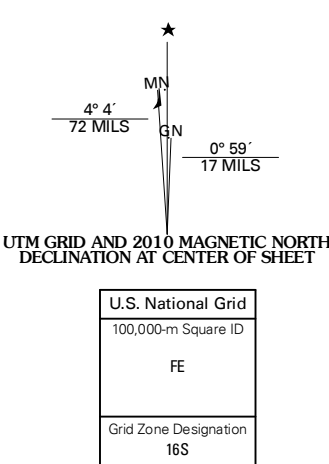 ★
MN
4° 4´
72 MILS
GN
0° 59´
17 MILS
UTM GRID AND 2010 MAGNETIC NORTH
DECLINATION AT CENTER OF SHEET
U.S. National Grid
100,000-m Square ID
FE
Grid Zone Designation
16S